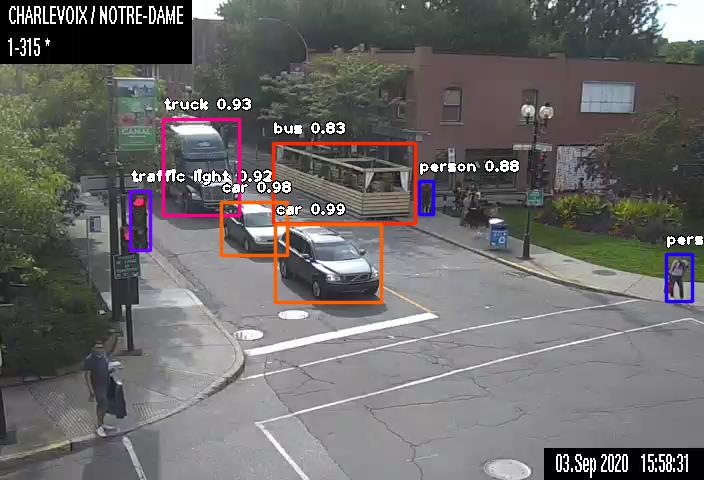 CHARLEVOIX / NOTRE-DAME
1-315 *
truck 0.93
bus 0.83
person 0.88
traffic light 0.92
car 0.98
car 0.99
pers
CANAL
03.Sep 2020 15:58:31